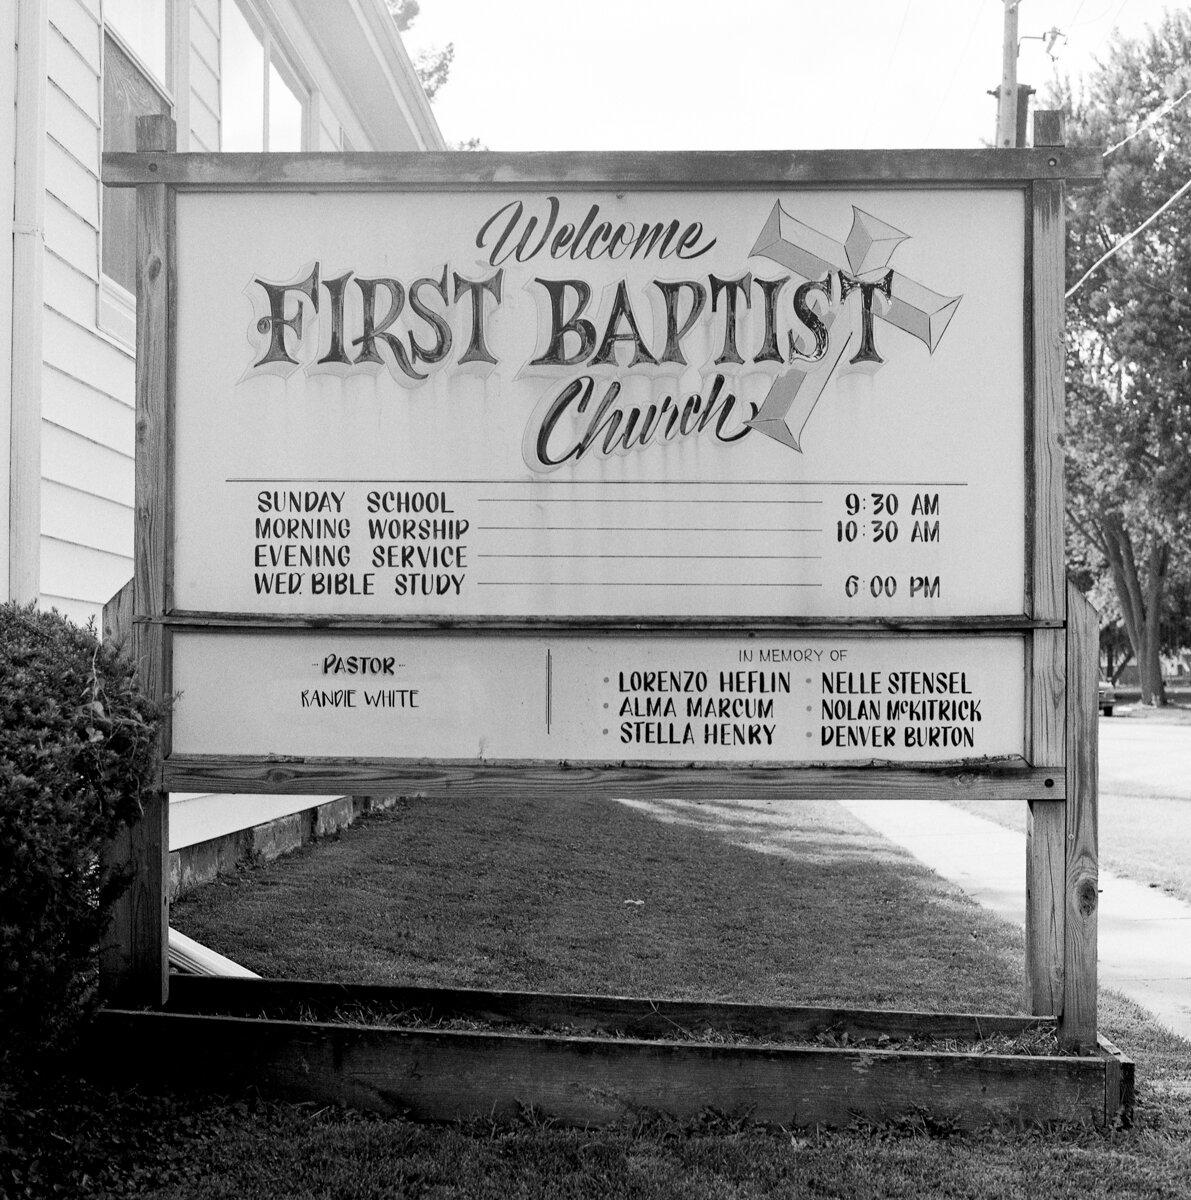 Welcome
FIRST BAPTIST
Church
SUNDAY SCHOOL 9:30 AM
MORNING WORSHIP 10:30 AM
EVENING SERVICE
WED. BIBLE STUDY 6:00 PM
-PASTOR-
RANDIE WHITE
IN MEMORY OF
• LORENZO HEFLIN • NELLE STENSEL
• ALMA MARCUM • NOLAN McKITRICK
• STELLA HENRY • DENVER BURTON